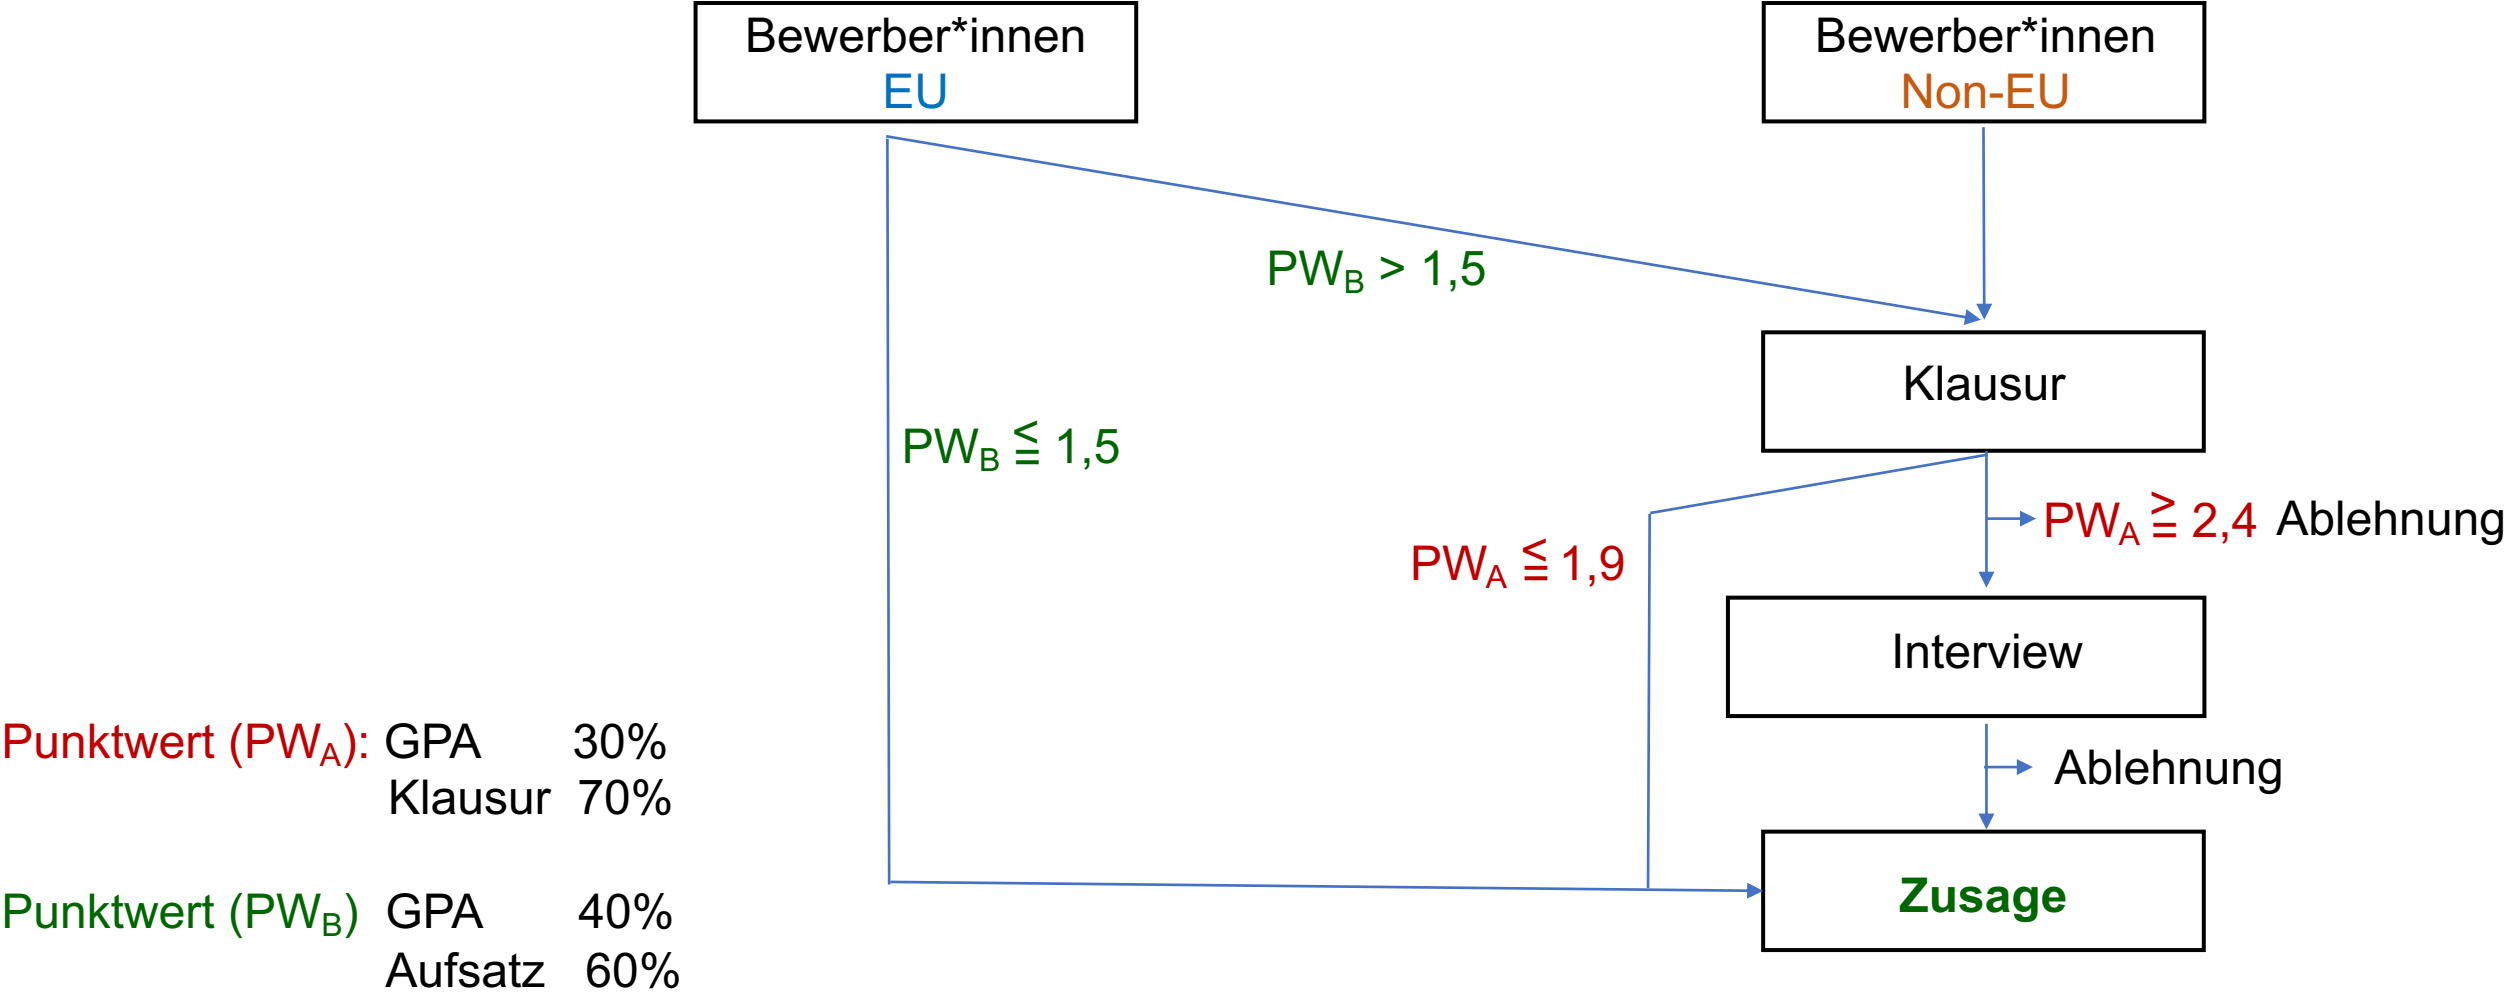 Bewerber*innen
EU
Bewerber*innen
Non-EU
PWB > 1,5
Klausur
PWB ≦ 1,5
PWA ≧ 2,4 Ablehnung
PWA ≦ 1,9
Interview
Punktwert (PWA): GPA 30%
Klausur 70%
Ablehnung
Punktwert (PWB) GPA 40%
Aufsatz 60%
Zusage